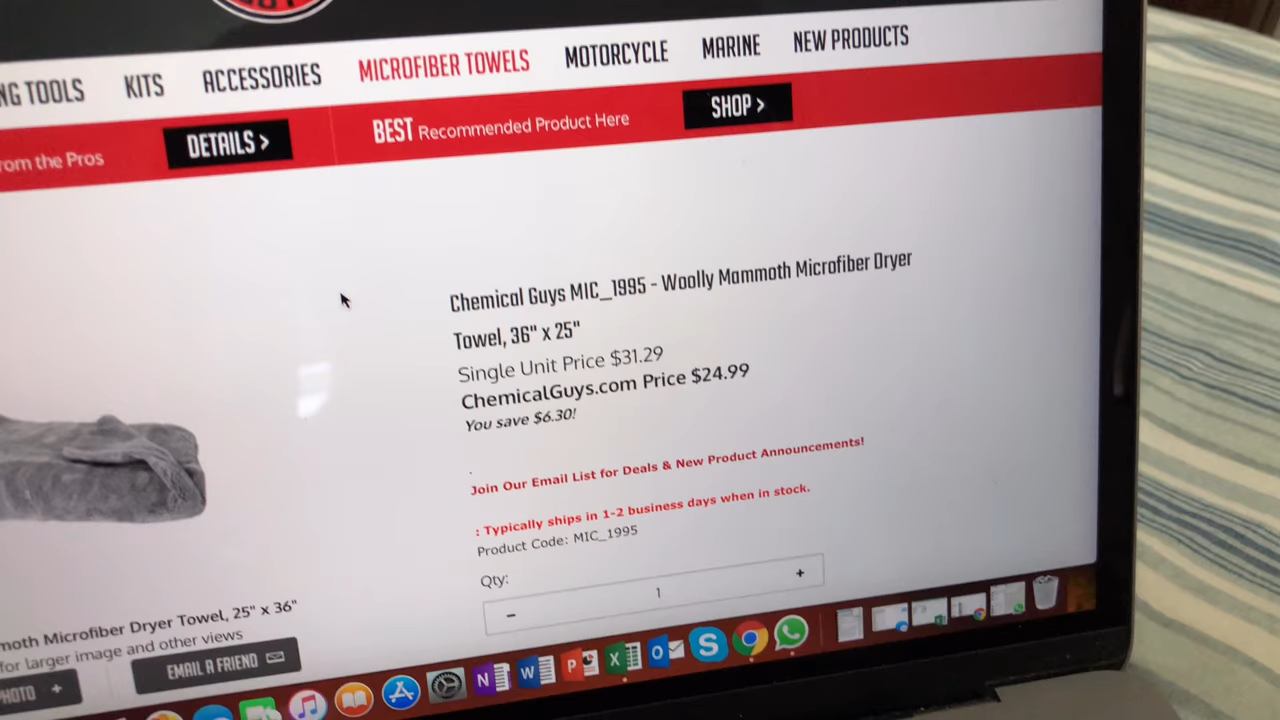 NG TOOLS KITS ACCESSORIES MICROFIBER TOWELS MOTORCYCLE MARINE NEW PRODUCTS
rom the Pros DETAILS > BEST Recommended Product Here SHOP >
Chemical Guys MIC_1995 - Woolly Mammoth Microfiber Dryer
Towel, 36" x 25"
Single Unit Price $31.29
ChemicalGuys.com Price $24.99
You save $6.30!
.
Join Our Email List for Deals & New Product Announcements!
: Typically ships in 1-2 business days when in stock.
Product Code: MIC_1995
Qty:
- 1 +
moth Microfiber Dryer Towel, 25" x 36"
for larger image and other views
PHOTO + EMAIL A FRIEND
N W P X O S